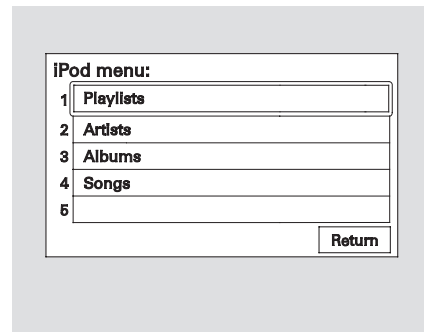 iPod menu:
1 Playlists
2 Artists
3 Albums
4 Songs
5
Return